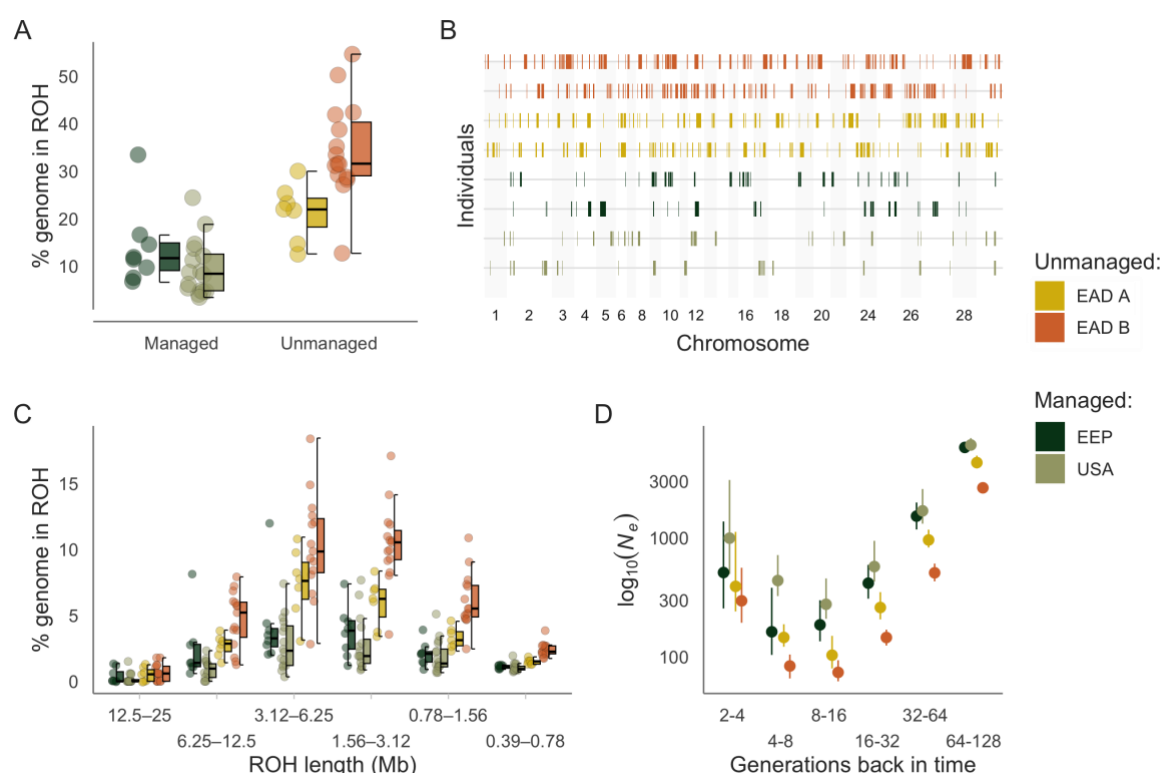 A
% genome in ROH
50
40
30
20
10
Managed
Unmanaged
B
Individuals
1 2 3 4 5 6 8 10 12 16 20 24 26 28
Chromosome
Unmanaged:
EAD A
EAD B
Managed:
EEP
USA
C
% genome in ROH
15
10
5
0
12.5–25
3.12–6.25
0.78–1.56
6.25–12.5
1.56–3.12
0.39–0.78
ROH length (Mb)
D
log₁₀(Nₑ)
3000
1000
300
100
2-4
8-16
32-64
4-8
16-32
64-128
Generations back in time